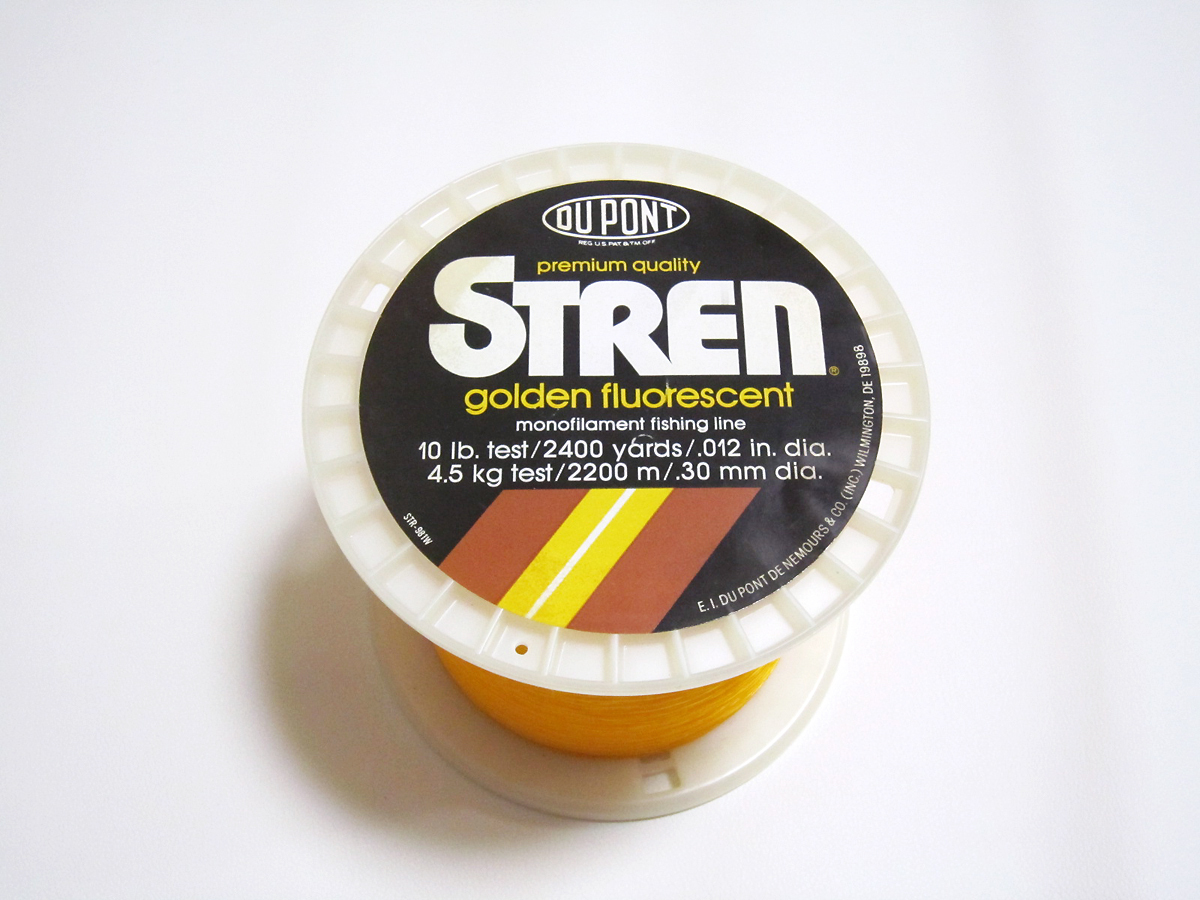 DU PONT
REG. U.S. PAT. & TM. OFF.
premium quality
STREN®
golden fluorescent
monofilament fishing line
10 lb. test/2400 yards/.012 in. dia.
4.5 kg test/2200 m/.30 mm dia.
STR-981W
E. I. DU PONT DE NEMOURS & CO. (INC.) WILMINGTON, DE 19898